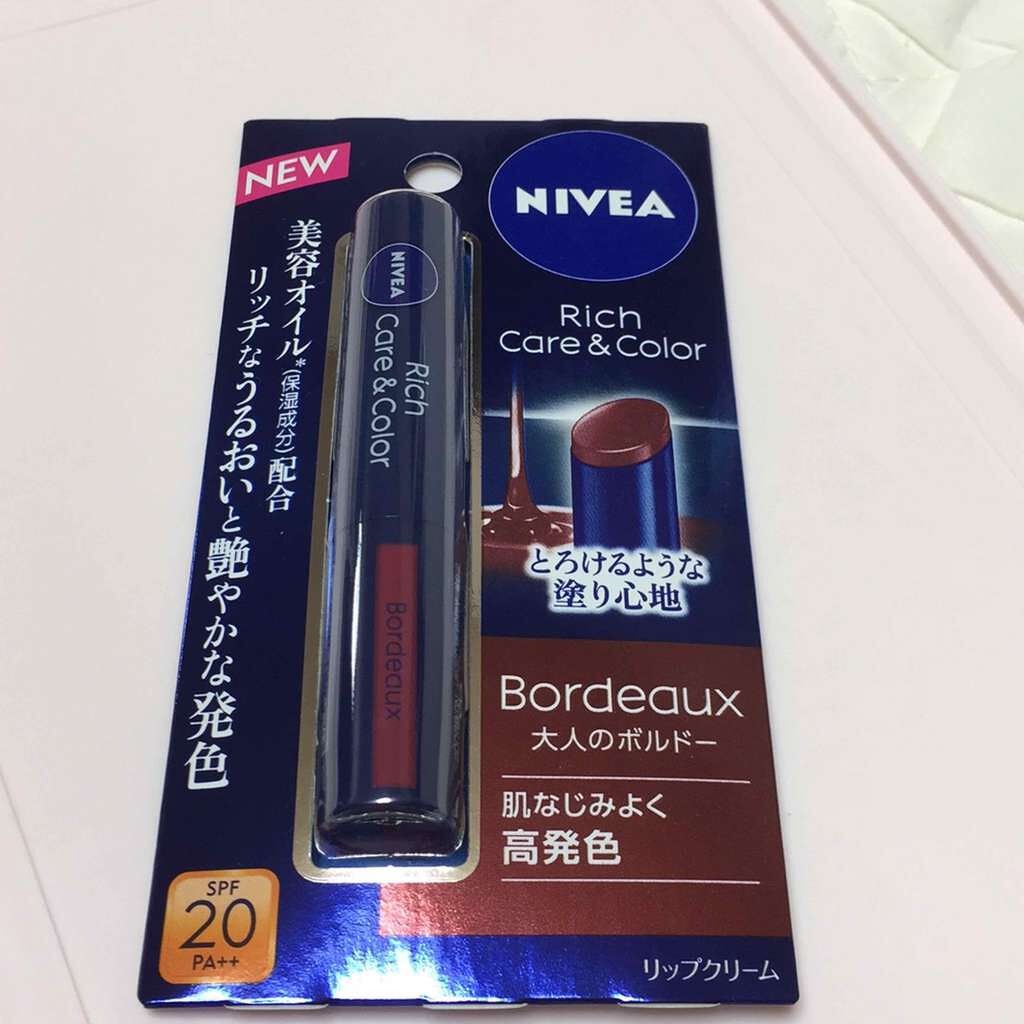 NEW
美容オイル*(保湿成分)配合
リッチなうるおいと艶やかな発色
NIVEA
Rich
Care & Color
Bordeaux
NIVEA
Rich
Care & Color
とろけるような
塗り心地
Bordeaux
大人のボルドー
肌なじみよく
高発色
SPF
20
PA++
リップクリーム